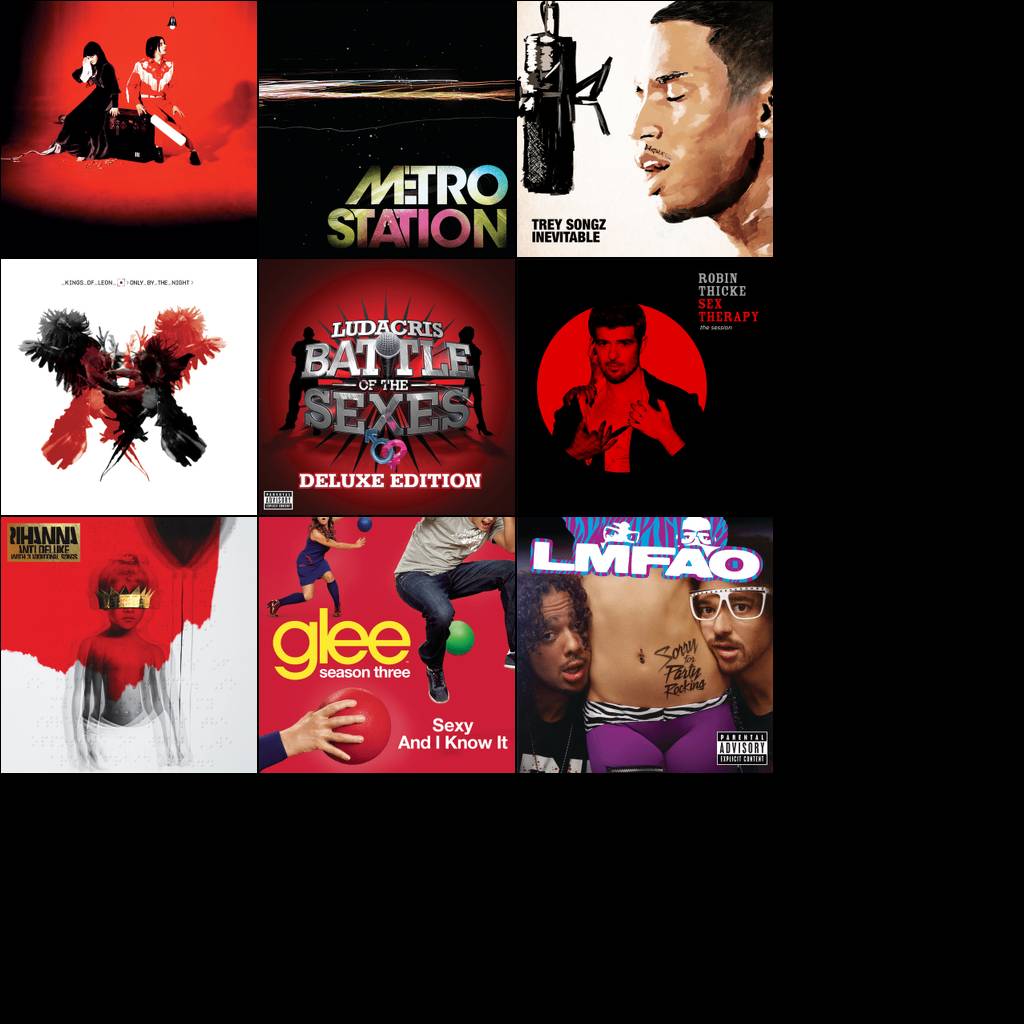 METRO
STATION
TREY SONGZ
INEVITABLE
KINGS OF LEON
ONLY BY THE NIGHT
LUDACRIS
BATTLE
OF THE
SEXES
DELUXE EDITION
PARENTAL
ADVISORY
EXPLICIT CONTENT
ROBIN
THICKE
SEX
THERAPY
the session
RIHANNA
ANTI DELUXE
WITH 3 ADDITIONAL SONGS
glee
season three
Sexy
And I Know It
LMFAO
Sorry
for
Party
Rocking
PARENTAL
ADVISORY
EXPLICIT CONTENT